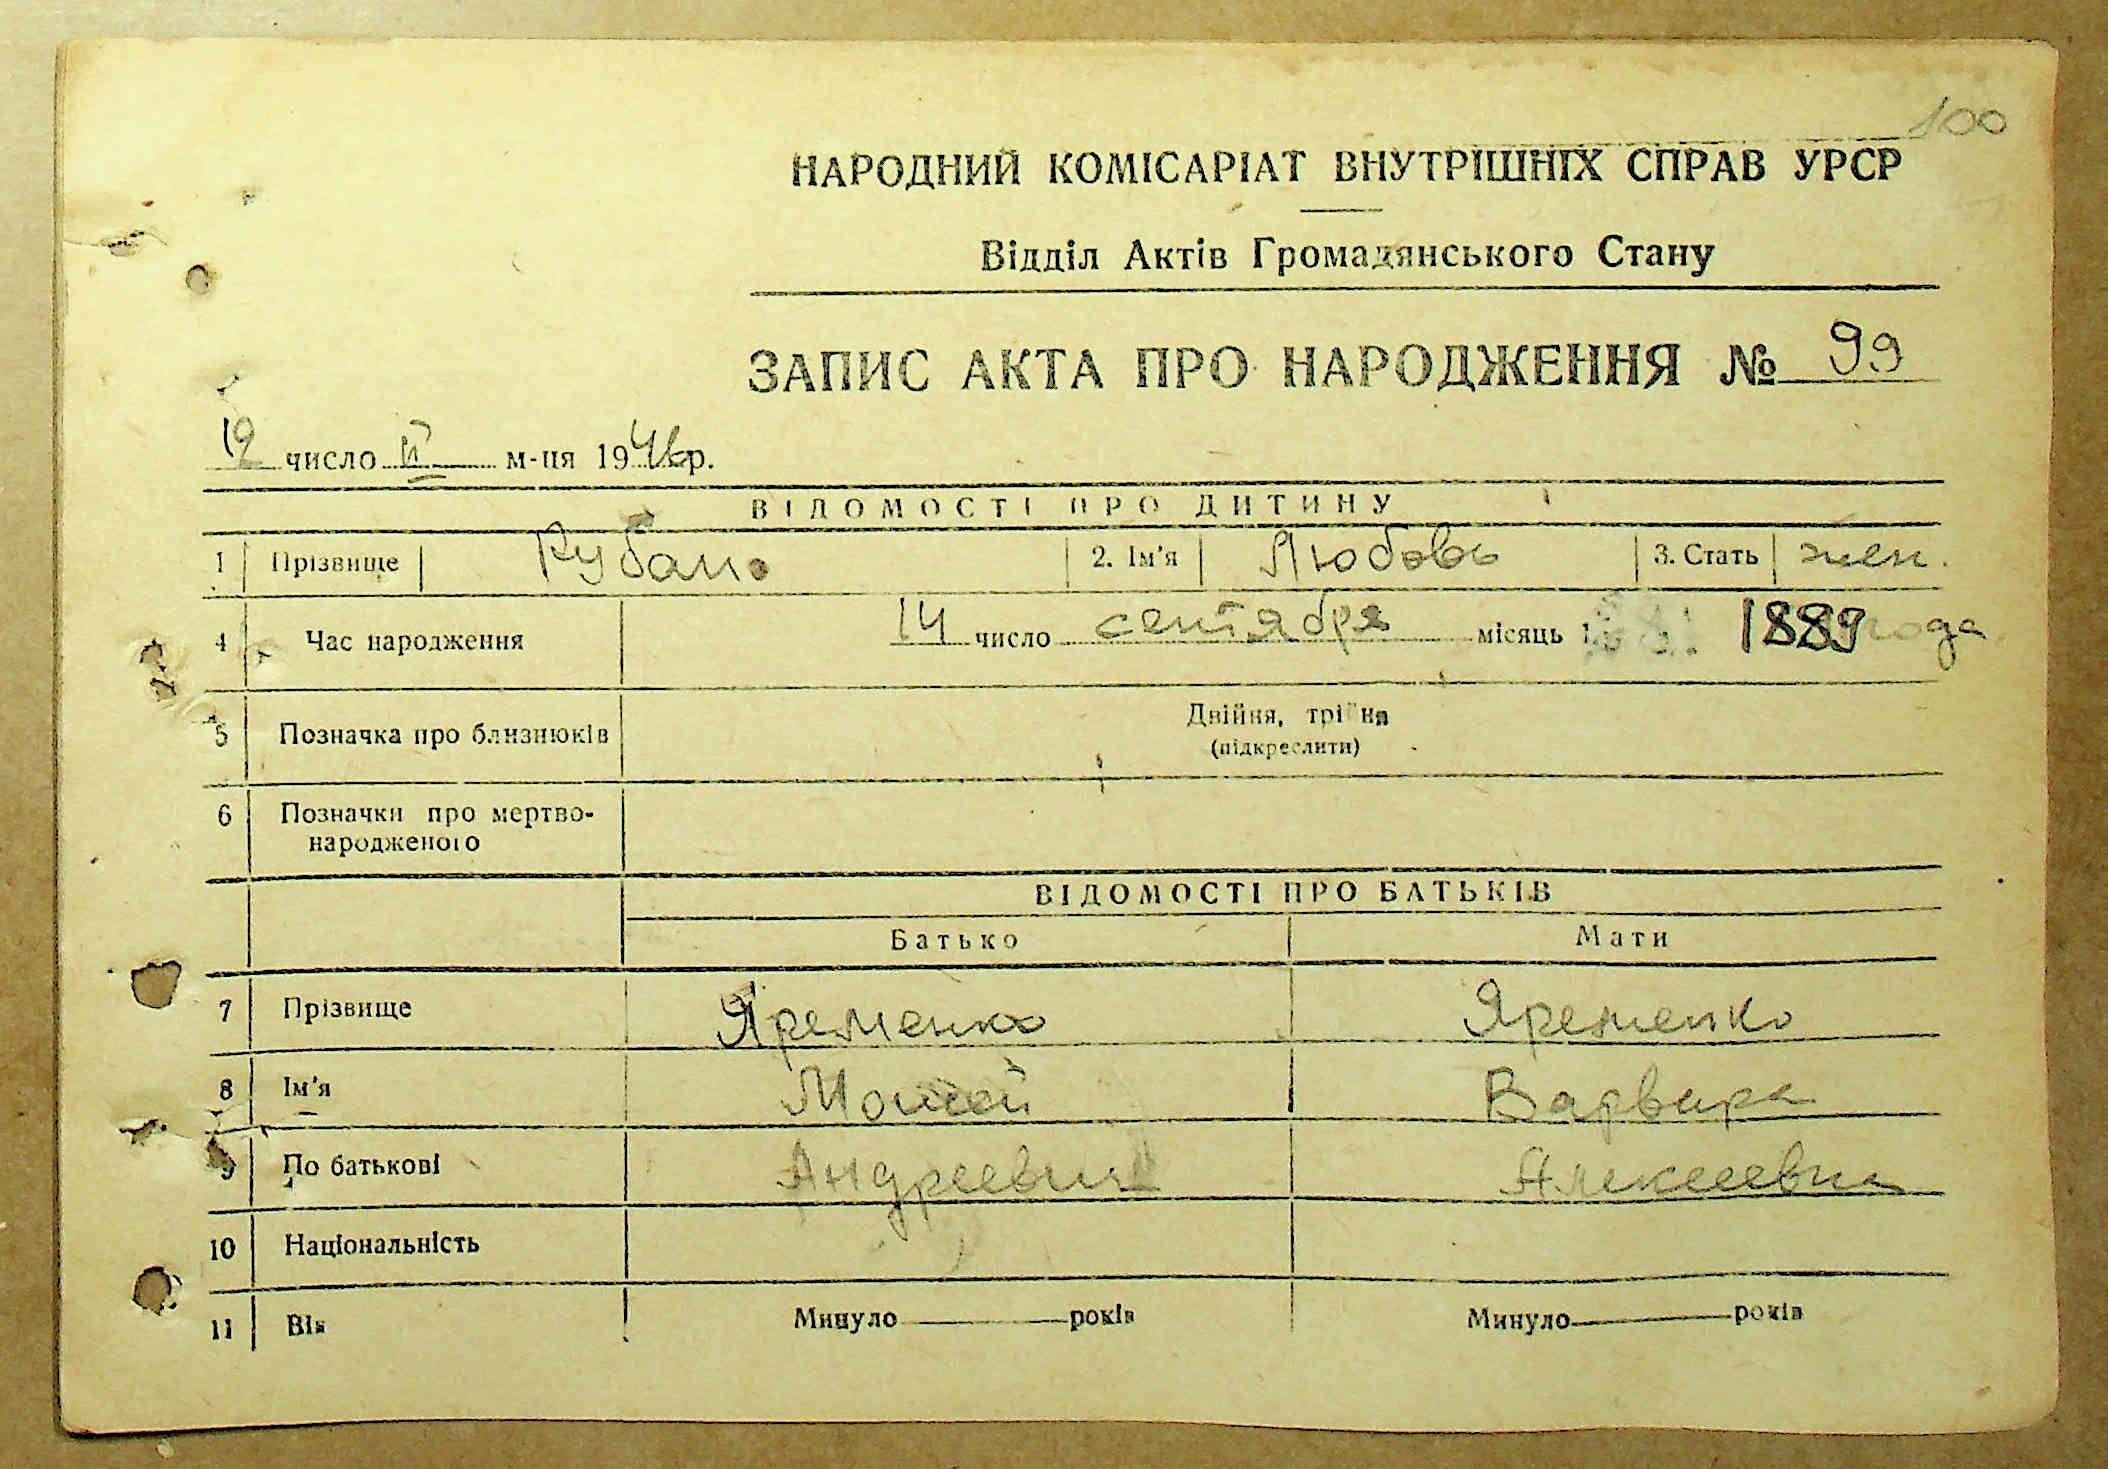 100
НАРОДНИЙ КОМІСАРІАТ ВНУТРІШНІХ СПРАВ УРСР
Відділ Актів Громадянського Стану
ЗАПИС АКТА ПРО НАРОДЖЕННЯ № 99
19 число II м-ця 1946 р.
ВІДОМОСТІ ПРО ДИТИНУ
1 Прізвище Рубан 2. Ім'я Любовь 3. Стать жен.
4 Час народження 14 число сентября місяць 1889 года
5 Позначка про близнюків Двійня, трійня
(підкреслити)
6 Позначки про мертво-
народженого
ВІДОМОСТІ ПРО БАТЬКІВ
Батько Мати
7 Прізвище Яременко Яременко
8 Ім'я Варвара
9 По батькові Андреевич Алексеевна
10 Національність
11 Вік Минуло років Минуло років